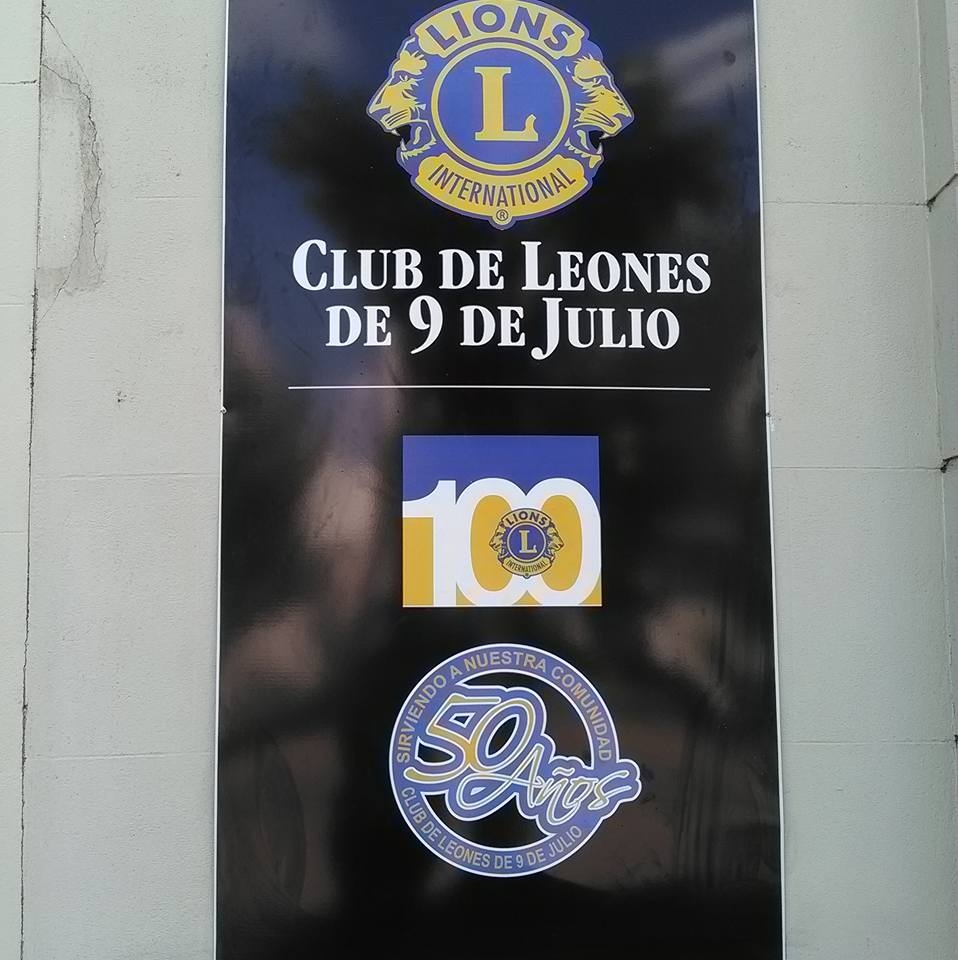 LIONS
L
INTERNATIONAL
®
CLUB DE LEONES
DE 9 DE JULIO
100
LIONS
L
INTERNATIONAL
SIRVIENDO A NUESTRA COMUNIDAD
50 Años
CLUB DE LEONES DE 9 DE JULIO